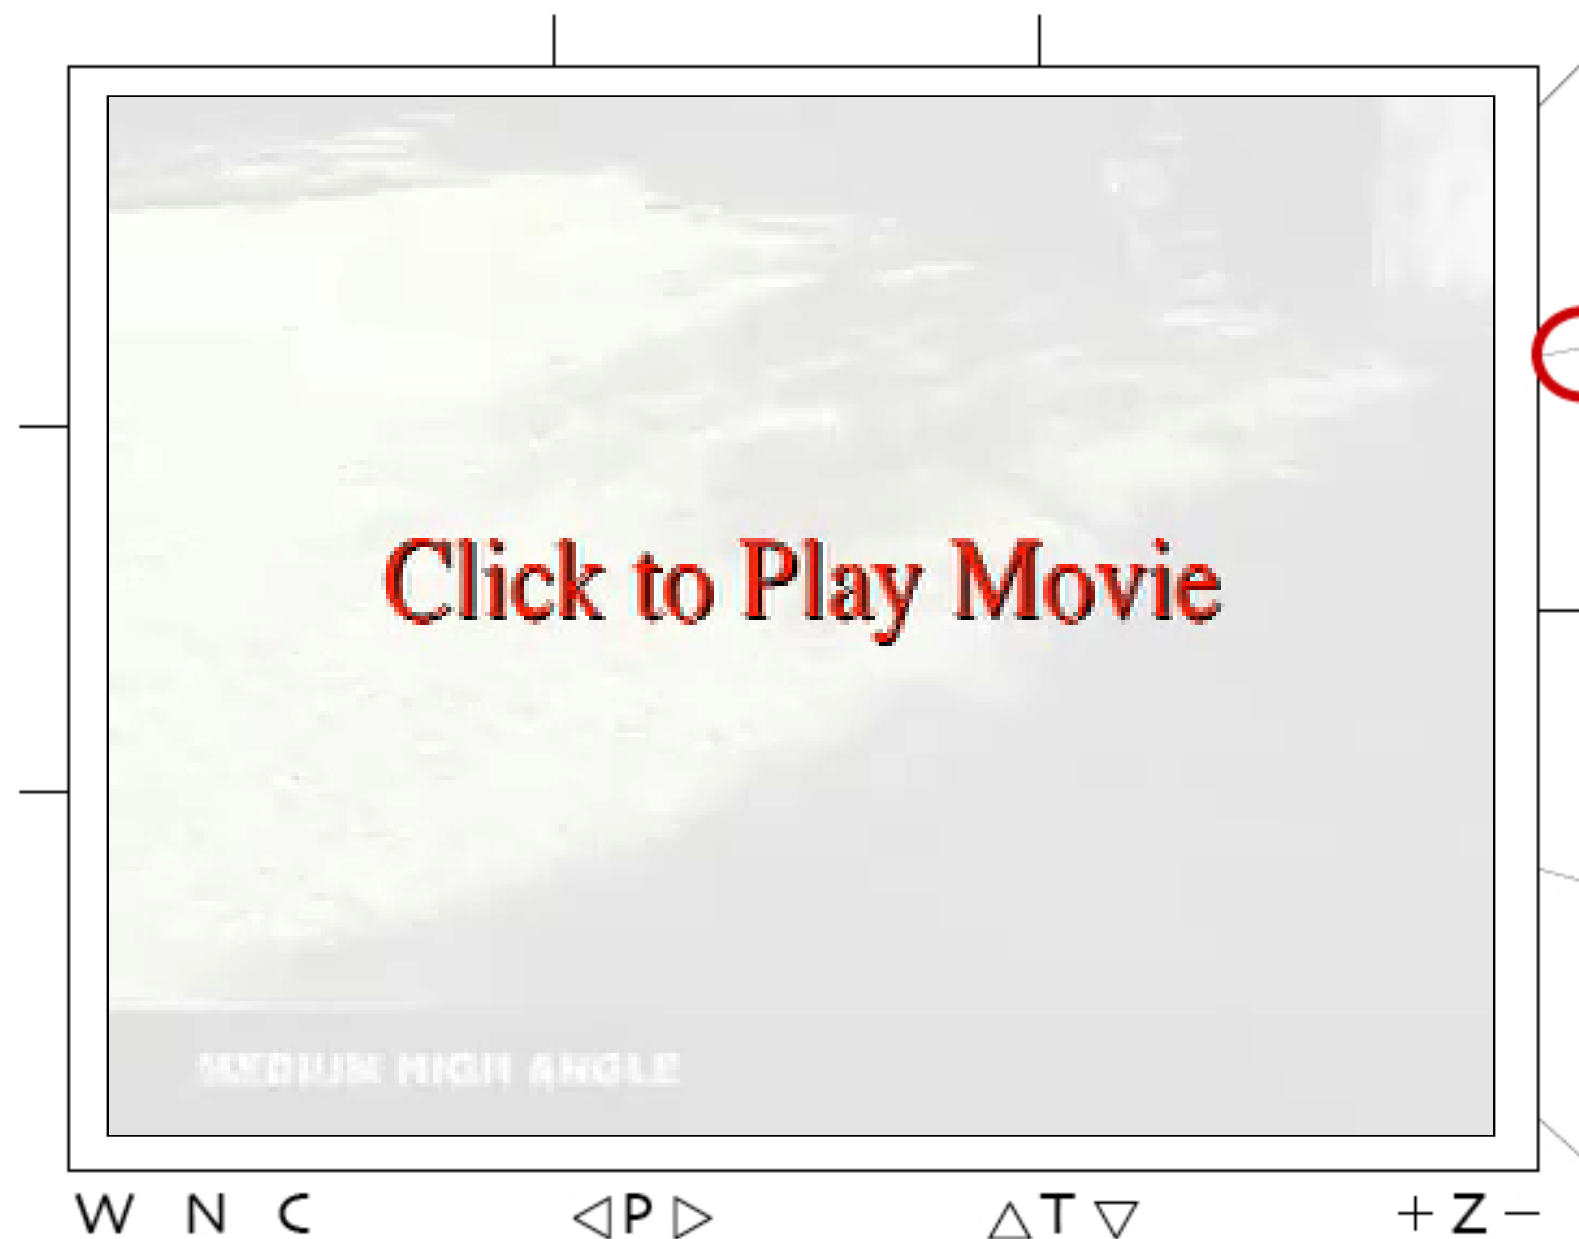 Click to Play Movie
MEDIUM HIGH ANGLE
W N C ◁ P ▷ △ T ▽ + Z −